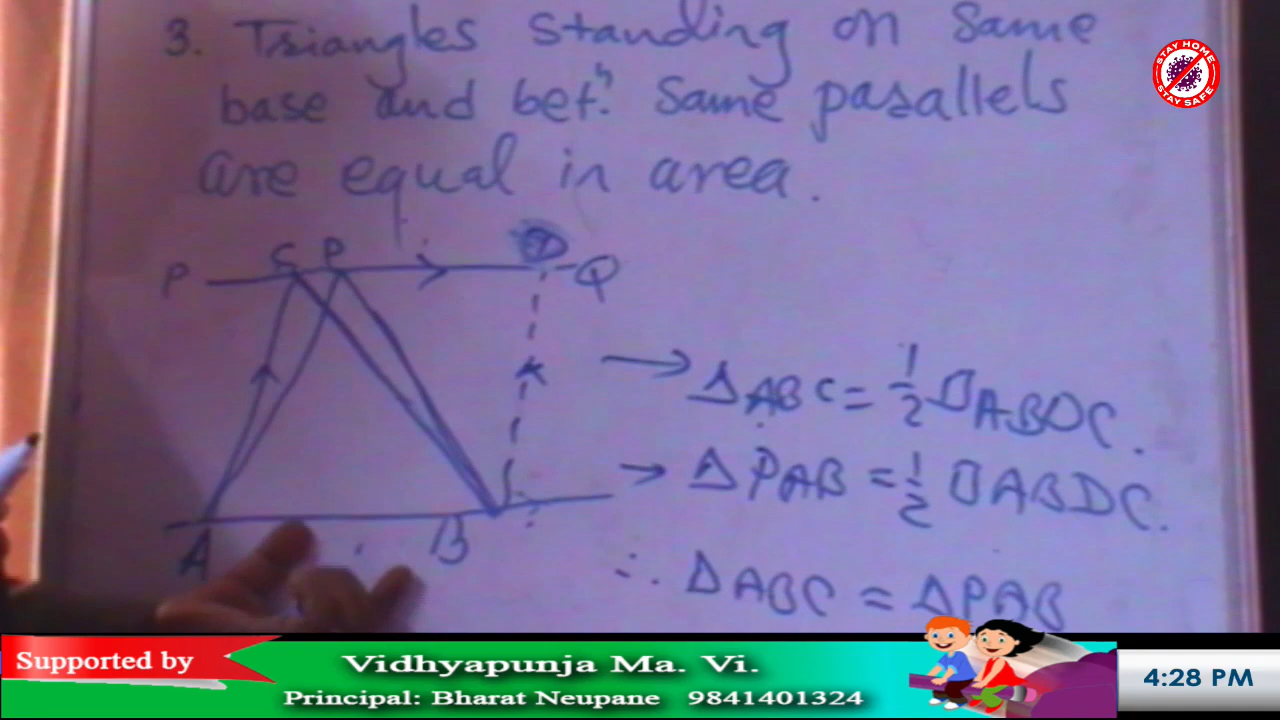 3. Triangles standing on same
base and betn. same parallels
are equal in area.
P C P D Q
→ ΔABC = 1/2 ▱ABDC.
→ ΔPAB = 1/2 ▱ABDC.
A B
∴ ΔABC = ΔPAB
STAY HOME
STAY SAFE
Supported by
Vidhyapunja Ma. Vi.
Principal: Bharat Neupane 9841401324
4:28 PM